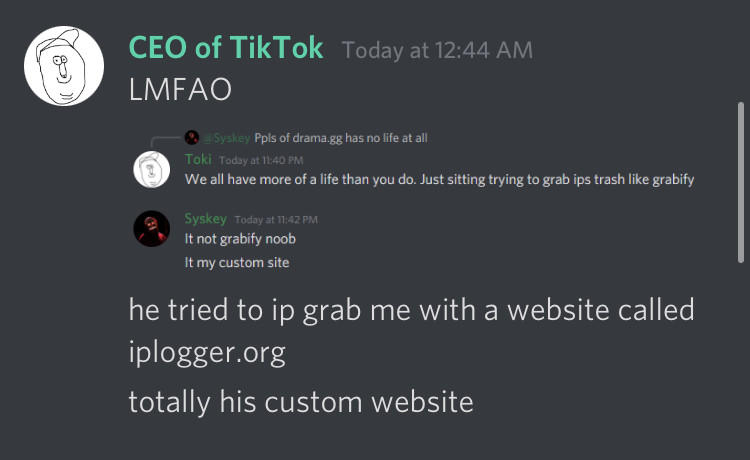 CEO of TikTok Today at 12:44 AM
LMFAO
@Syskey Ppls of drama.gg has no life at all
Toki Today at 11:40 PM
We all have more of a life than you do. Just sitting trying to grab ips trash like grabify
Syskey Today at 11:42 PM
It not grabify noob
It my custom site
he tried to ip grab me with a website called
iplogger.org
totally his custom website